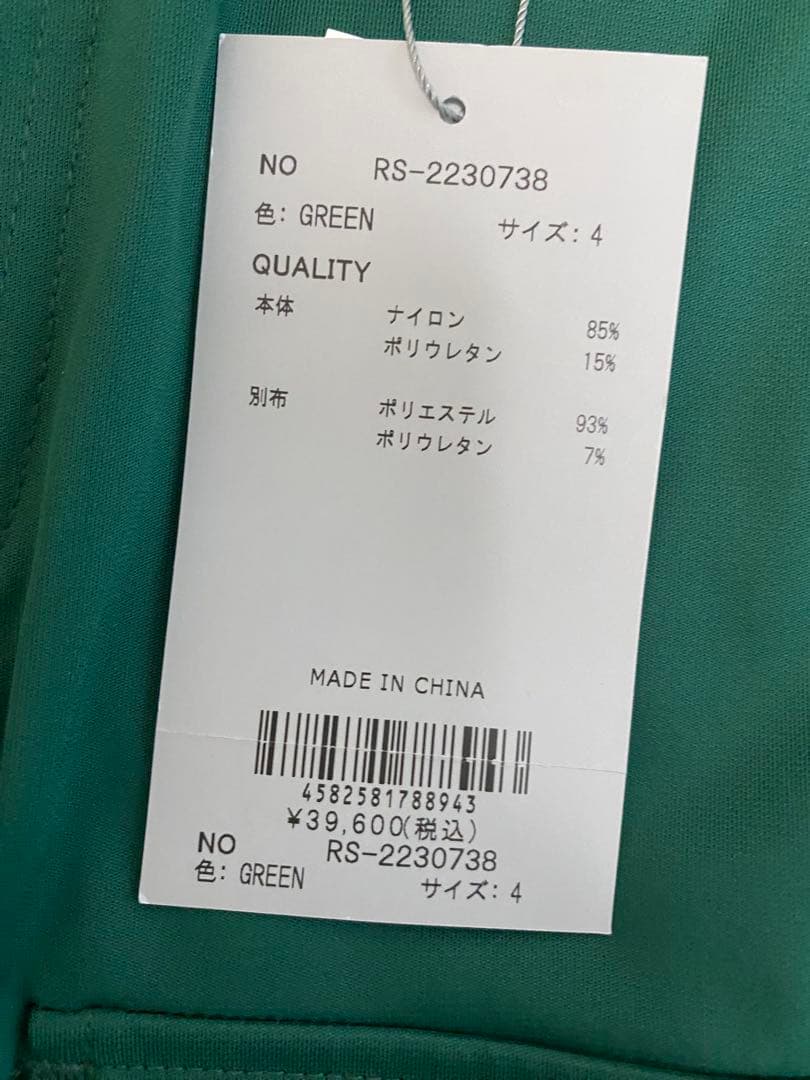 NO RS-2230738
色: GREEN サイズ: 4
QUALITY
本体 ナイロン 85%
ポリウレタン 15%
別布 ポリエステル 93%
ポリウレタン 7%
MADE IN CHINA
4582581788943
¥39,600(税込)
NO RS-2230738
色: GREEN サイズ: 4